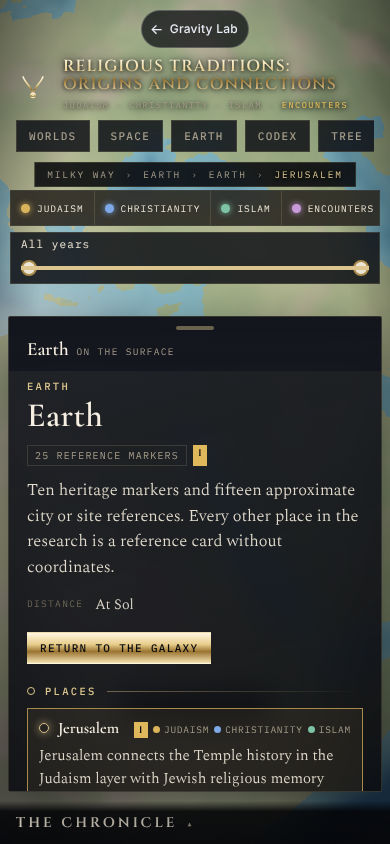 ← Gravity Lab
RELIGIOUS TRADITIONS:
ORIGINS AND CONNECTIONS
JUDAISM · CHRISTIANITY · ISLAM · ENCOUNTERS
WORLDS SPACE EARTH CODEX TREE
MILKY WAY › EARTH › EARTH › JERUSALEM
JUDAISM CHRISTIANITY ISLAM ENCOUNTERS
All years
Earth ON THE SURFACE
EARTH
Earth
25 REFERENCE MARKERS I
Ten heritage markers and fifteen approximate
city or site references. Every other place in the
research is a reference card without
coordinates.
DISTANCE At Sol
RETURN TO THE GALAXY
PLACES
Jerusalem I JUDAISM CHRISTIANITY ISLAM
Jerusalem connects the Temple history in the
Judaism layer with Jewish religious memory
THE CHRONICLE ▴